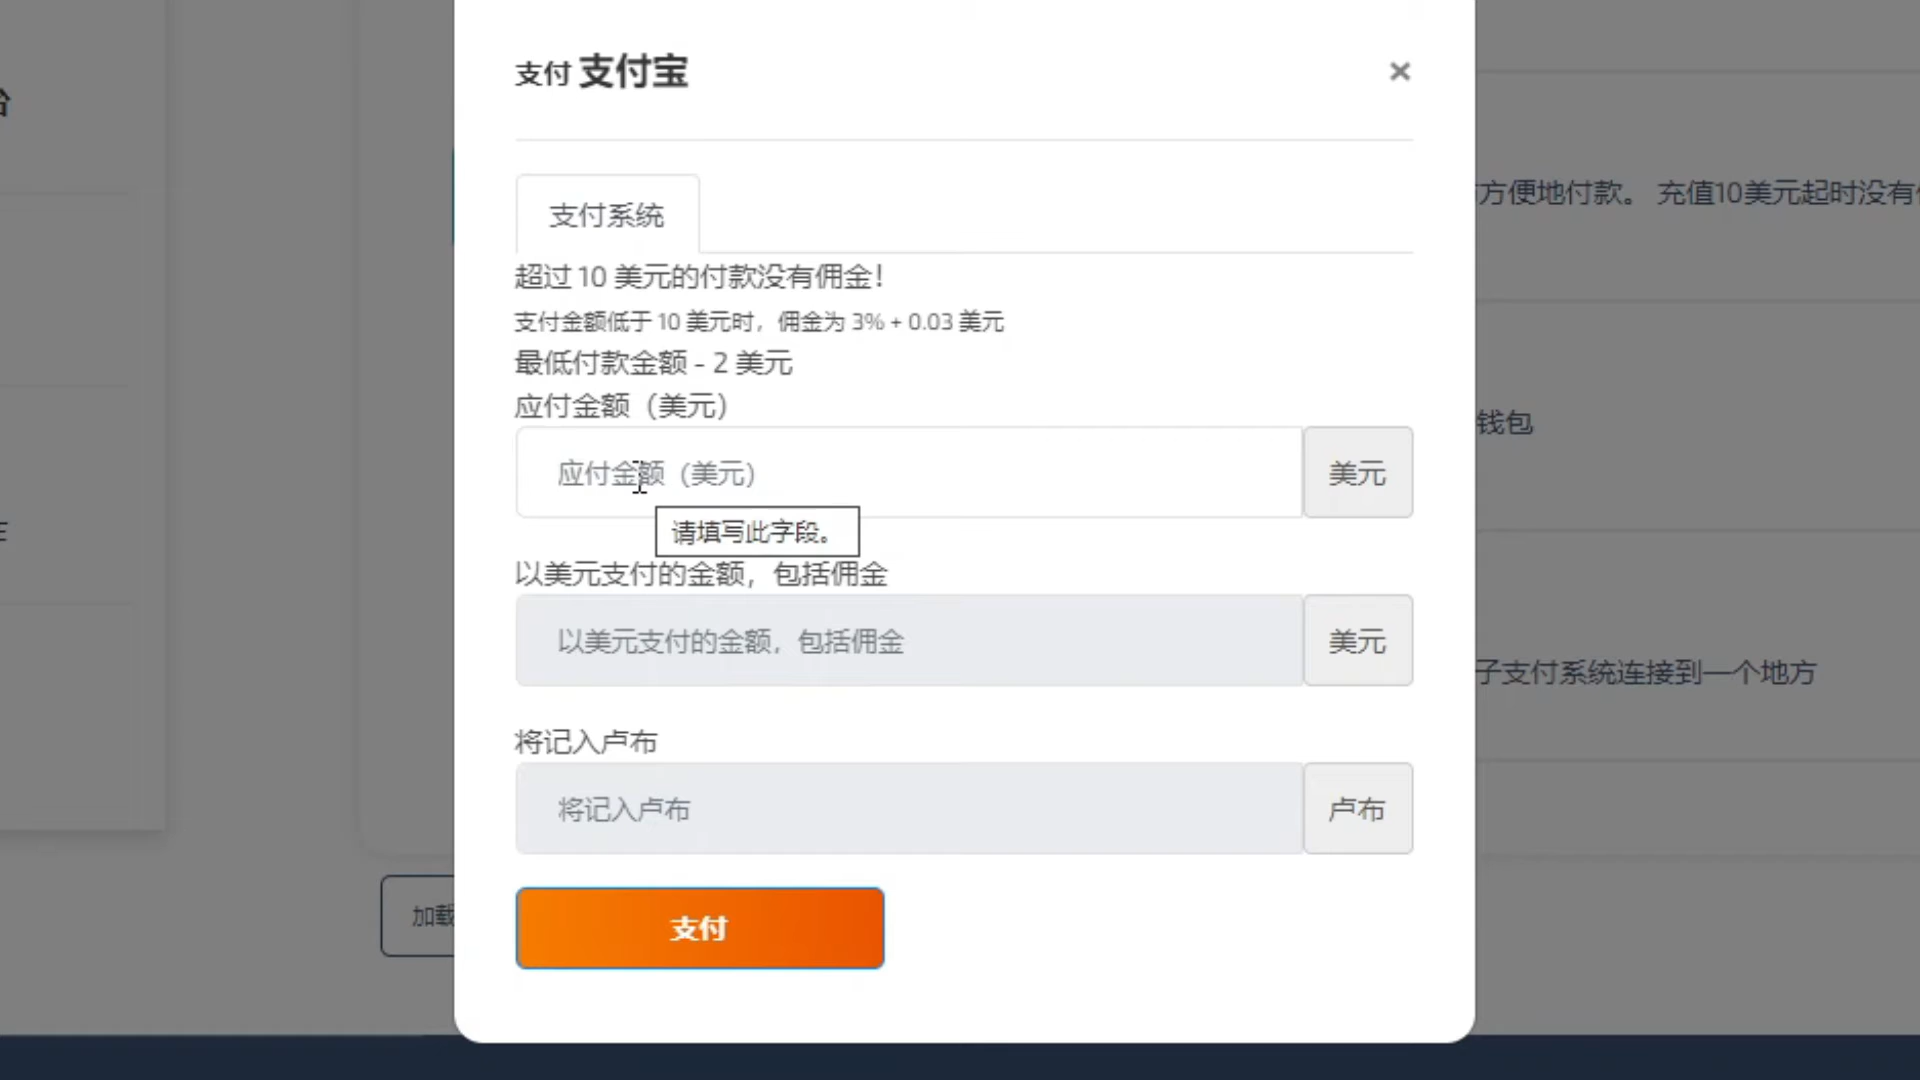 支付 支付宝
×
支付系统
方便地付款。 充值10美元起时没有
超过 10 美元的付款没有佣金！
支付金额低于 10 美元时，佣金为 3% + 0.03 美元
最低付款金额 - 2 美元
应付金额（美元）
钱包
应付金额（美元） 美元
请填写此字段。
以美元支付的金额，包括佣金
以美元支付的金额，包括佣金 美元
子支付系统连接到一个地方
将记入卢布
将记入卢布 卢布
加载
支付